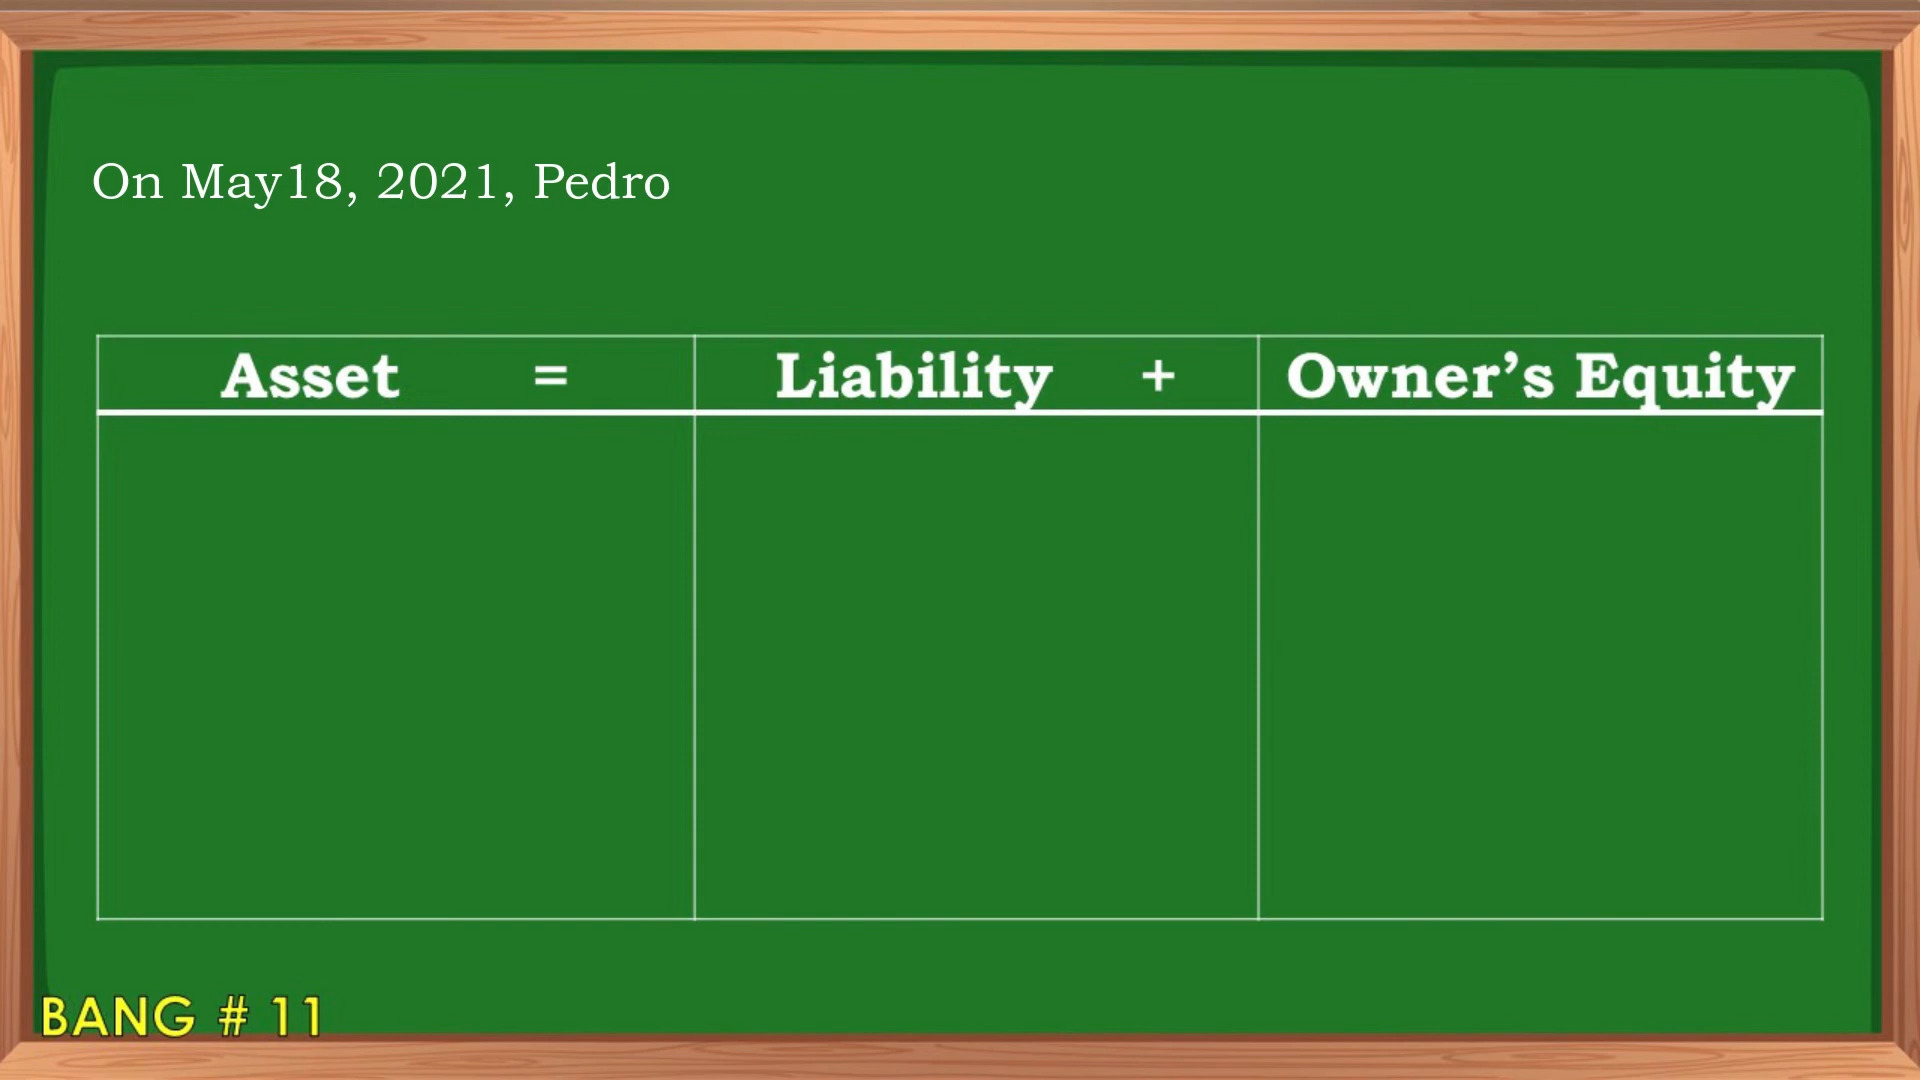 On May18, 2021, Pedro
Asset = Liability + Owner’s Equity
BANG # 11